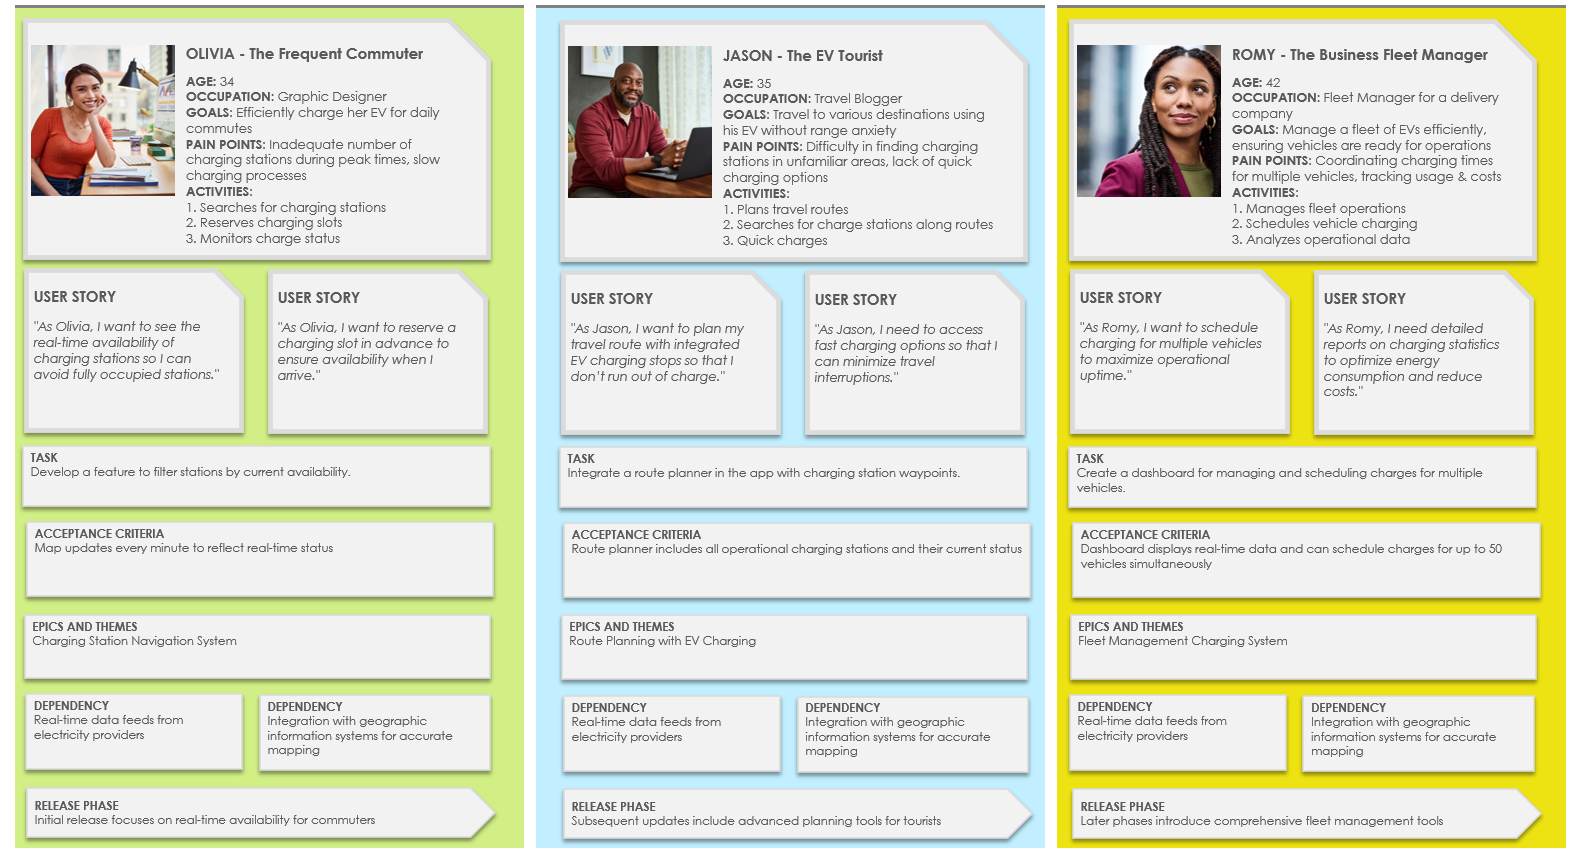 OLIVIA - The Frequent Commuter
AGE: 34
OCCUPATION: Graphic Designer
GOALS: Efficiently charge her EV for daily
commutes
PAIN POINTS: Inadequate number of
charging stations during peak times, slow
charging processes
ACTIVITIES:
1. Searches for charging stations
2. Reserves charging slots
3. Monitors charge status
USER STORY
"As Olivia, I want to see the
real-time availability of
charging stations so I can
avoid fully occupied stations."
USER STORY
"As Olivia, I want to reserve a
charging slot in advance to
ensure availability when I
arrive."
TASK
Develop a feature to filter stations by current availability.
ACCEPTANCE CRITERIA
Map updates every minute to reflect real-time status
EPICS AND THEMES
Charging Station Navigation System
DEPENDENCY
Real-time data feeds from
electricity providers
DEPENDENCY
Integration with geographic
information systems for accurate
mapping
RELEASE PHASE
Initial release focuses on real-time availability for commuters
JASON - The EV Tourist
AGE: 35
OCCUPATION: Travel Blogger
GOALS: Travel to various destinations using
his EV without range anxiety
PAIN POINTS: Difficulty in finding charging
stations in unfamiliar areas, lack of quick
charging options
ACTIVITIES:
1. Plans travel routes
2. Searches for charge stations along routes
3. Quick charges
USER STORY
"As Jason, I want to plan my
travel route with integrated
EV charging stops so that I
don't run out of charge."
USER STORY
"As Jason, I need to access
fast charging options so that I
can minimize travel
interruptions."
TASK
Integrate a route planner in the app with charging station waypoints.
ACCEPTANCE CRITERIA
Route planner includes all operational charging stations and their current status
EPICS AND THEMES
Route Planning with EV Charging
DEPENDENCY
Real-time data feeds from
electricity providers
DEPENDENCY
Integration with geographic
information systems for accurate
mapping
RELEASE PHASE
Subsequent updates include advanced planning tools for tourists
ROMY - The Business Fleet Manager
AGE: 42
OCCUPATION: Fleet Manager for a delivery
company
GOALS: Manage a fleet of EVs efficiently,
ensuring vehicles are ready for operations
PAIN POINTS: Coordinating charging times
for multiple vehicles, tracking usage & costs
ACTIVITIES:
1. Manages fleet operations
2. Schedules vehicle charging
3. Analyzes operational data
USER STORY
"As Romy, I want to schedule
charging for multiple vehicles
to maximize operational
uptime."
USER STORY
"As Romy, I need detailed
reports on charging statistics
to optimize energy
consumption and reduce
costs."
TASK
Create a dashboard for managing and scheduling charges for multiple
vehicles.
ACCEPTANCE CRITERIA
Dashboard displays real-time data and can schedule charges for up to 50
vehicles simultaneously
EPICS AND THEMES
Fleet Management Charging System
DEPENDENCY
Real-time data feeds from
electricity providers
DEPENDENCY
Integration with geographic
information systems for accurate
mapping
RELEASE PHASE
Later phases introduce comprehensive fleet management tools